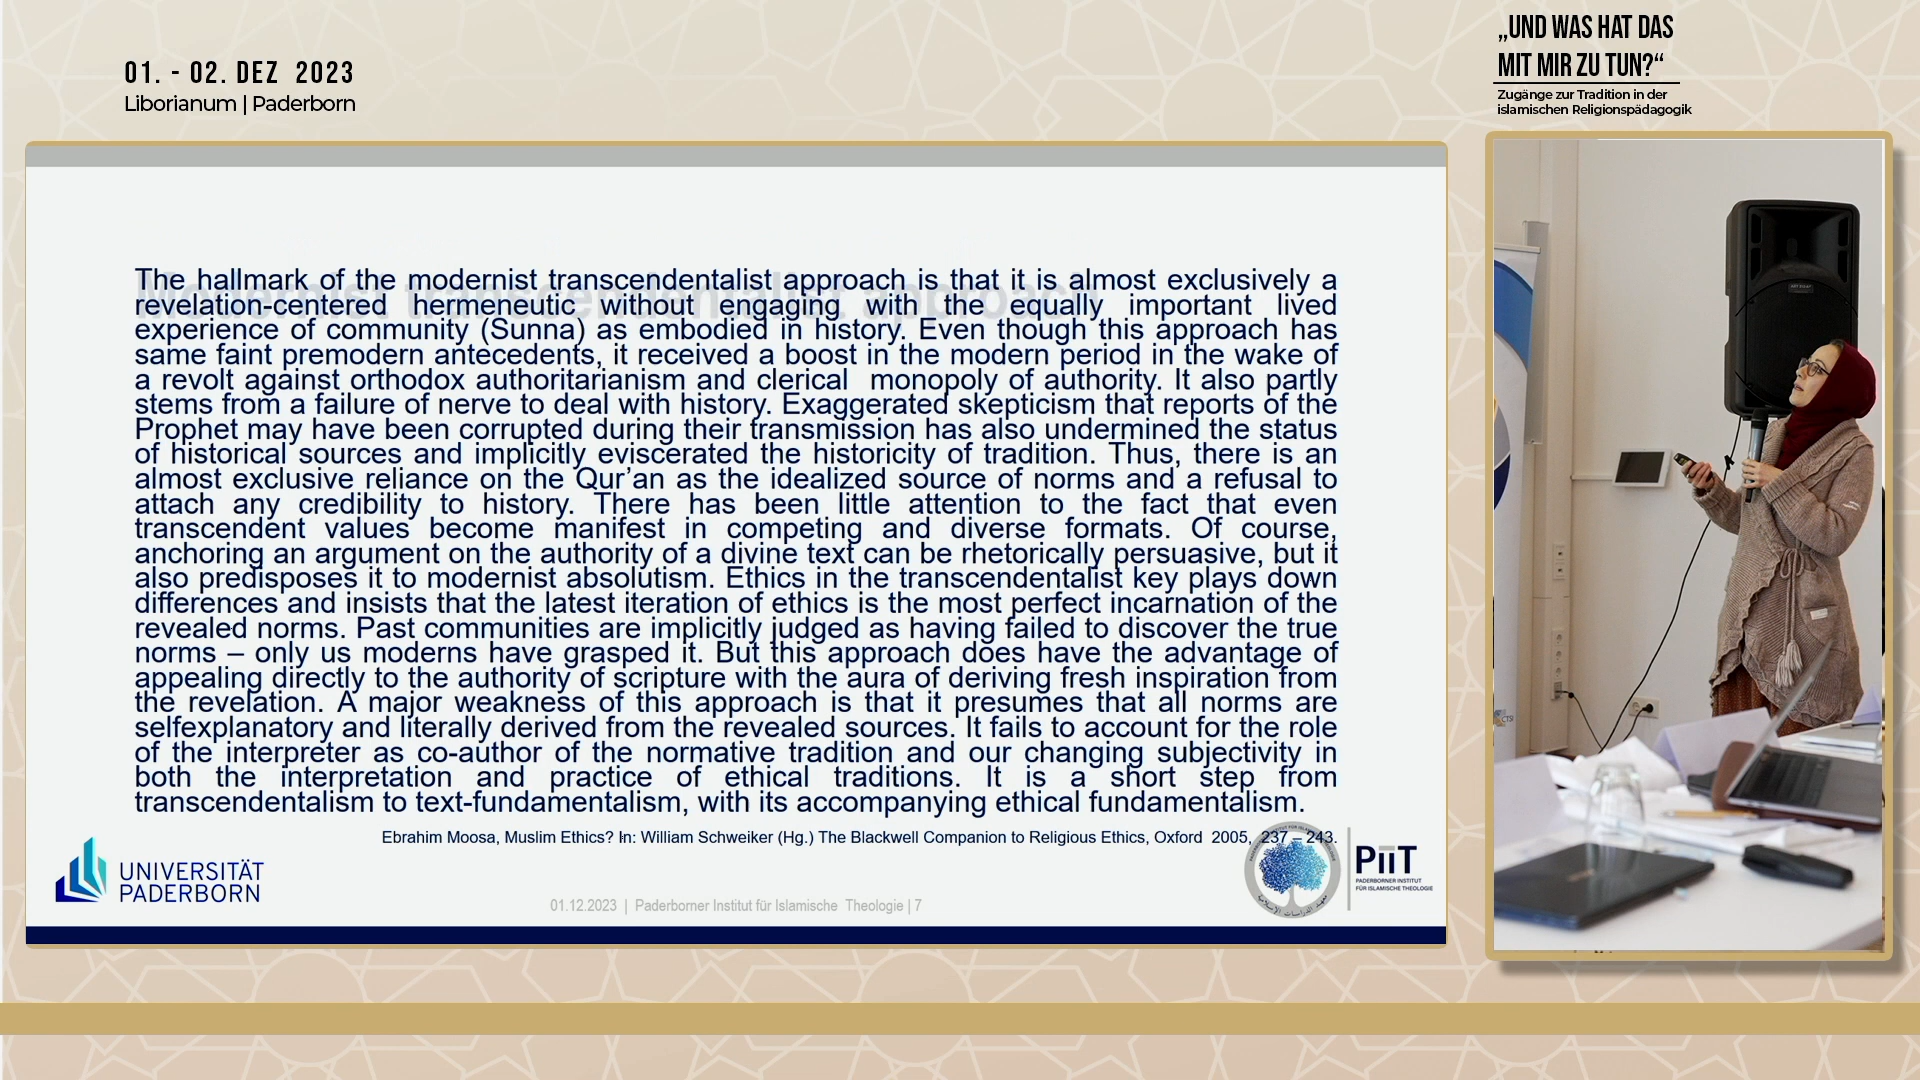 01. - 02. DEZ 2023
Liborianum | Paderborn
„UND WAS HAT DAS
MIT MIR ZU TUN?“
Zugänge zur Tradition in der
islamischen Religionspädagogik
Modernist transcendentalist approach
The hallmark of the modernist transcendentalist approach is that it is almost exclusively a
revelation-centered hermeneutic without engaging with the equally important lived
experience of community (Sunna) as embodied in history. Even though this approach has
same faint premodern antecedents, it received a boost in the modern period in the wake of
a revolt against orthodox authoritarianism and clerical monopoly of authority. It also partly
stems from a failure of nerve to deal with history. Exaggerated skepticism that reports of the
Prophet may have been corrupted during their transmission has also undermined the status
of historical sources and implicitly eviscerated the historicity of tradition. Thus, there is an
almost exclusive reliance on the Qur’an as the idealized source of norms and a refusal to
attach any credibility to history. There has been little attention to the fact that even
transcendent values become manifest in competing and diverse formats. Of course,
anchoring an argument on the authority of a divine text can be rhetorically persuasive, but it
also predisposes it to modernist absolutism. Ethics in the transcendentalist key plays down
differences and insists that the latest iteration of ethics is the most perfect incarnation of the
revealed norms. Past communities are implicitly judged as having failed to discover the true
norms – only us moderns have grasped it. But this approach does have the advantage of
appealing directly to the authority of scripture with the aura of deriving fresh inspiration from
the revelation. A major weakness of this approach is that it presumes that all norms are
selfexplanatory and literally derived from the revealed sources. It fails to account for the role
of the interpreter as co-author of the normative tradition and our changing subjectivity in
both the interpretation and practice of ethical traditions. It is a short step from
transcendentalism to text-fundamentalism, with its accompanying ethical fundamentalism.
Ebrahim Moosa, Muslim Ethics? In: William Schweiker (Hg.) The Blackwell Companion to Religious Ethics, Oxford 2005, 237 – 243.
UNIVERSITÄT
PADERBORN
01.12.2023 | Paderborner Institut für Islamische Theologie | 7
PiiT
PADERBORNER INSTITUT
FÜR ISLAMISCHE THEOLOGIE
معهد الدراسات الإسلامية